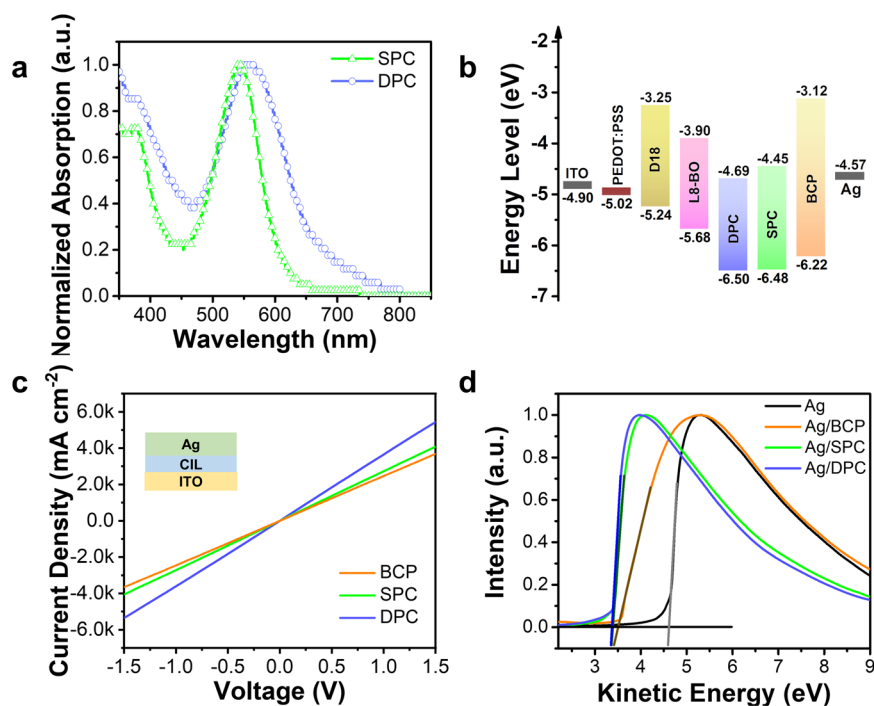 a
Normalized Absorption (a.u.)
1.0
0.8
0.6
0.4
0.2
0.0
400 500 600 700 800
Wavelength (nm)
SPC
DPC
b
Energy Level (eV)
-2
-3
-4
-5
-6
-7
ITO
-4.90
PEDOT:PSS
-5.02
-3.25
D18
-5.24
-3.90
L8-BO
-5.68
-4.69
DPC
-6.50
-4.45
SPC
-6.48
-3.12
BCP
-6.22
-4.57
Ag
c
Current Density (mA cm-2)
6.0k
4.0k
2.0k
0.0
-2.0k
-4.0k
-6.0k
-1.5 -1.0 -0.5 0.0 0.5 1.0 1.5
Voltage (V)
Ag
CIL
ITO
BCP
SPC
DPC
d
Intensity (a.u.)
1.0
0.8
0.6
0.4
0.2
0.0
3 4 5 6 7 8 9
Kinetic Energy (eV)
Ag
Ag/BCP
Ag/SPC
Ag/DPC